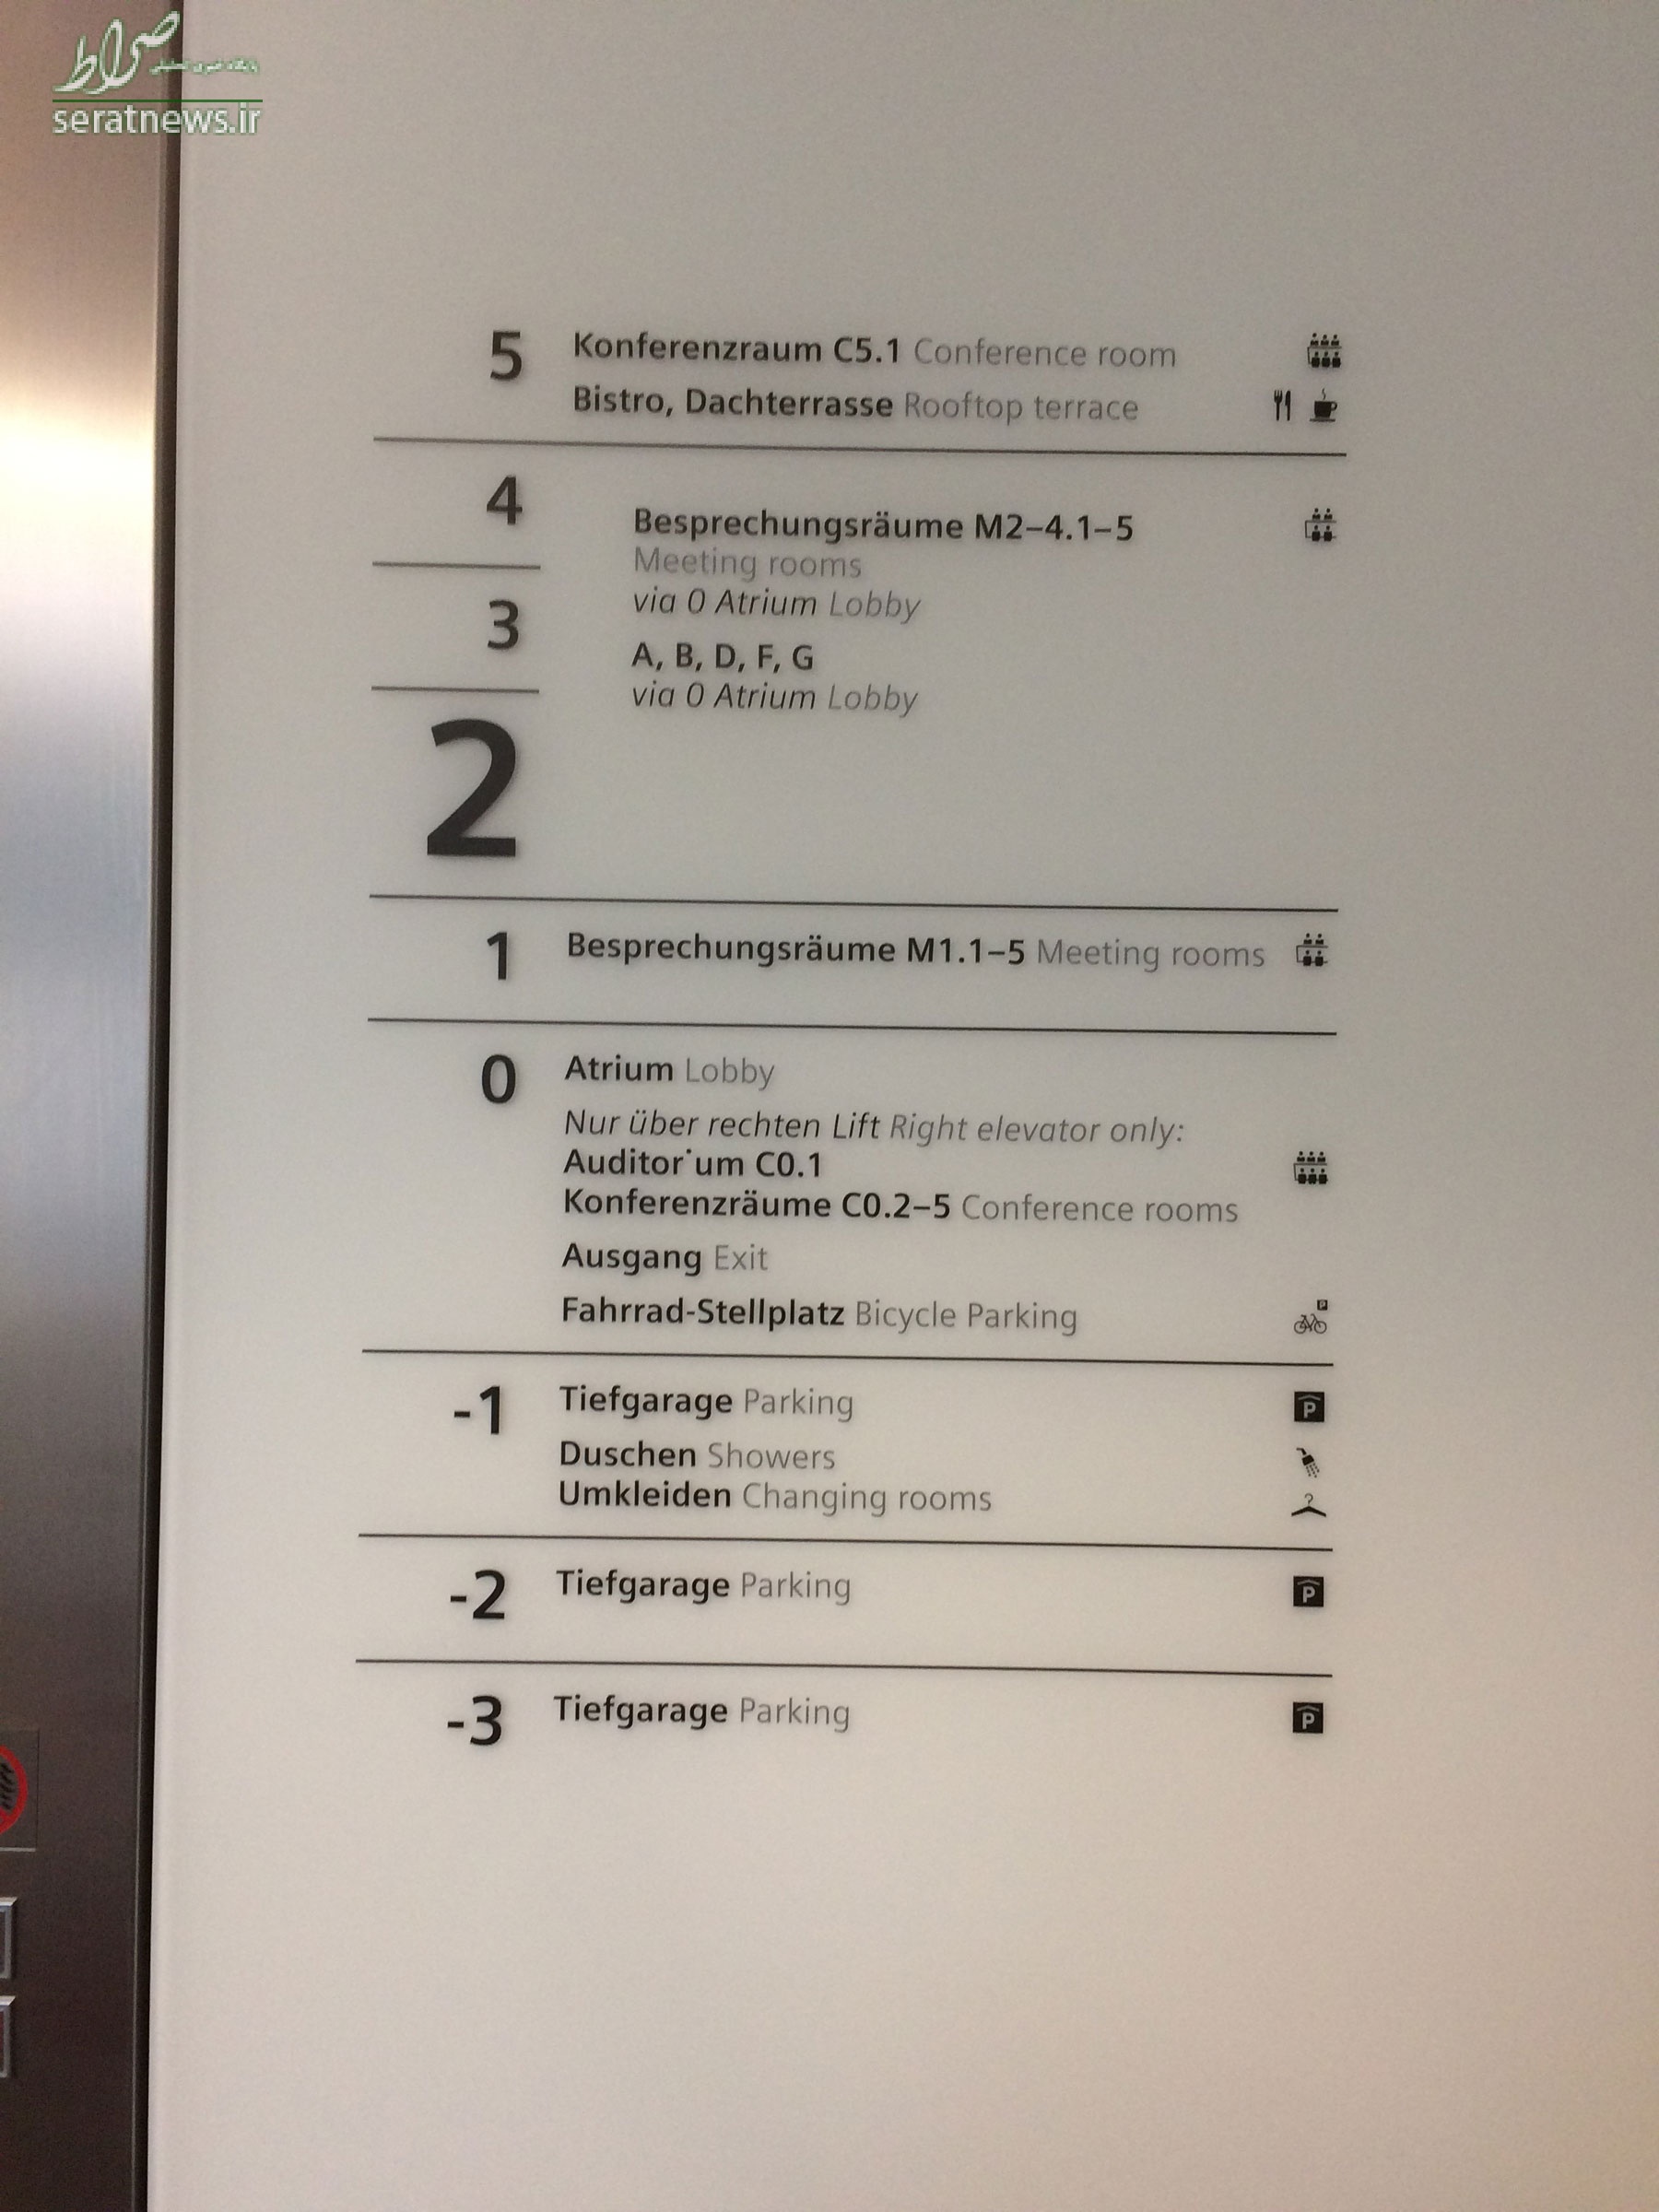 صراط
seratnews.ir
5 Konferenzraum C5.1 Conference room
Bistro, Dachterrasse Rooftop terrace
4
Besprechungsräume M2–4.1–5
Meeting rooms
via 0 Atrium Lobby
3
A, B, D, F, G
via 0 Atrium Lobby
2
1 Besprechungsräume M1.1–5 Meeting rooms
0 Atrium Lobby
Nur über rechten Lift Right elevator only:
Auditor˙um C0.1
Konferenzräume C0.2–5 Conference rooms
Ausgang Exit
Fahrrad-Stellplatz Bicycle Parking
P
-1 Tiefgarage Parking P
Duschen Showers
Umkleiden Changing rooms
-2 Tiefgarage Parking P
-3 Tiefgarage Parking P